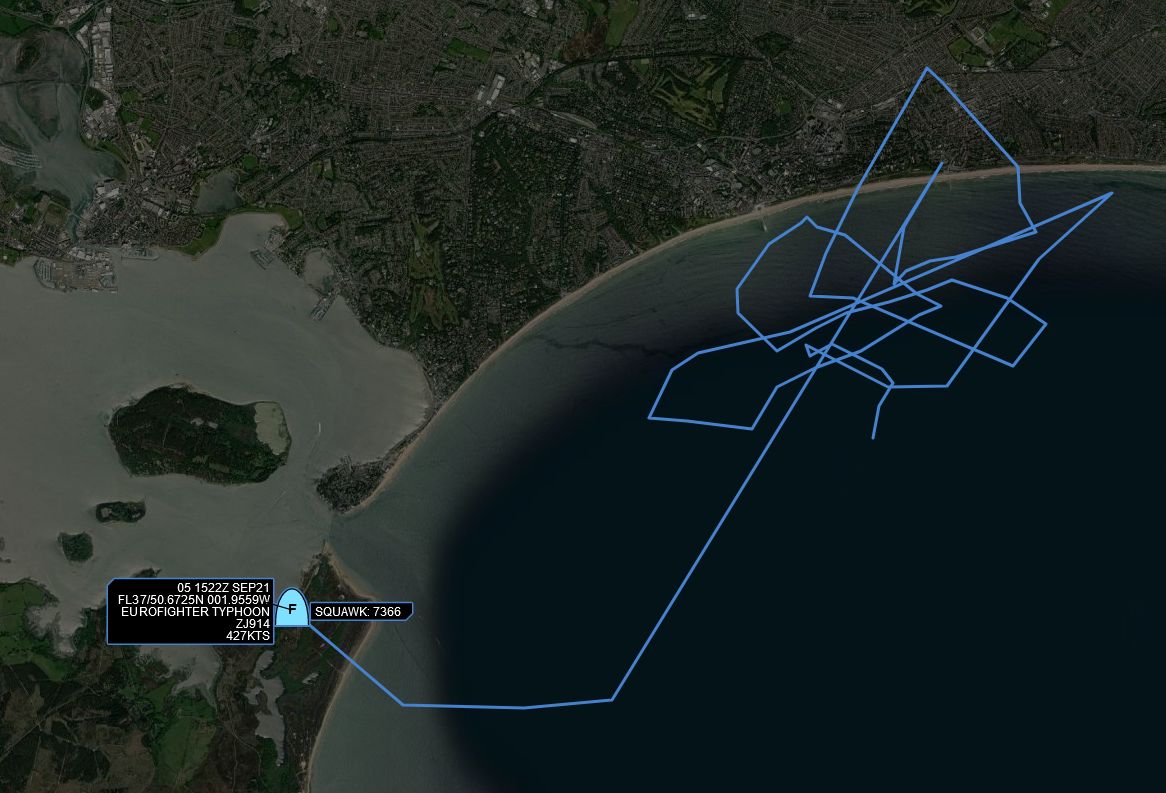 05 1522Z SEP21
FL37/50.6725N 001.9559W
EUROFIGHTER TYPHOON
ZJ914
427KTS
F
SQUAWK: 7366